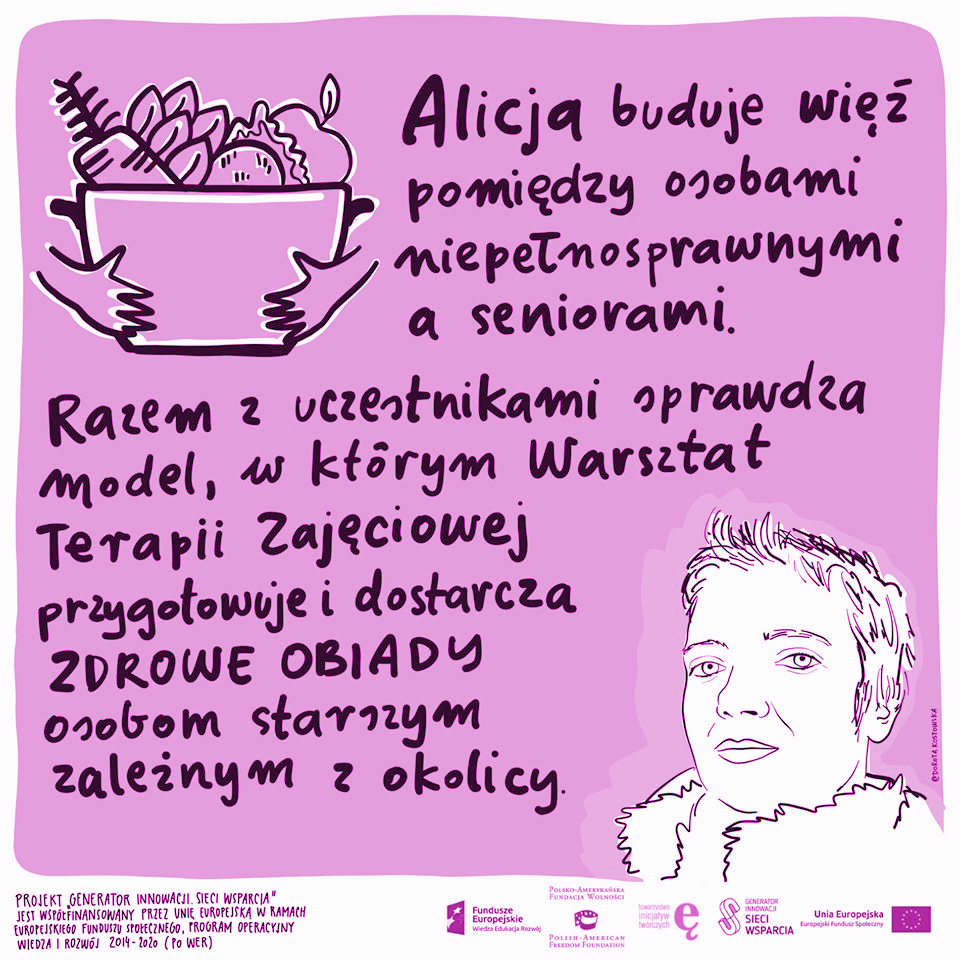 Alicja buduje więź
pomiędzy osobami
niepełnosprawnymi
a seniorami.
Razem z uczestnikami sprawdza
model, w którym Warsztat
Terapii Zajęciowej
przygotowuje i dostarcza
ZDROWE OBIADY
osobom starszym
zależnym z okolicy.
@DOROTA KOSTOWSKA
PROJEKT „GENERATOR INNOWACJI. SIECI WSPARCIA"
JEST WSPÓŁFINANSOWANY PRZEZ UNIĘ EUROPEJSKĄ W RAMACH
EUROPEJSKIEGO FUNDUSZU SPOŁECZNEGO, PROGRAM OPERACYJNY
WIEDZA I ROZWÓJ 2014-2020 (PO WER)
Fundusze
Europejskie
Wiedza Edukacja Rozwój
POLSKO-AMERYKAŃSKA
FUNDACJA WOLNOŚCI
POLISH-AMERICAN
FREEDOM FOUNDATION
towarzystwo
inicjatyw
twórczych
ę
GENERATOR
INNOWACJI
SIECI
WSPARCIA
Unia Europejska
Europejski Fundusz Społeczny